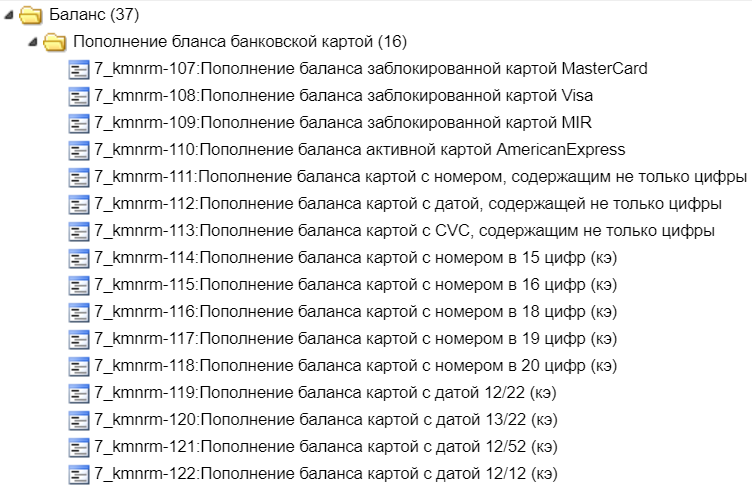 Баланс (37)
Пополнение бланса банковской картой (16)
7_kmnrm-107:Пополнение баланса заблокированной картой MasterCard
7_kmnrm-108:Пополнение баланса заблокированной картой Visa
7_kmnrm-109:Пополнение баланса заблокированной картой MIR
7_kmnrm-110:Пополнение баланса активной картой AmericanExpress
7_kmnrm-111:Пополнение баланса картой с номером, содержащим не только цифры
7_kmnrm-112:Пополнение баланса картой с датой, содержащей не только цифры
7_kmnrm-113:Пополнение баланса картой с CVC, содержащим не только цифры
7_kmnrm-114:Пополнение баланса картой с номером в 15 цифр (кэ)
7_kmnrm-115:Пополнение баланса картой с номером в 16 цифр (кэ)
7_kmnrm-116:Пополнение баланса картой с номером в 18 цифр (кэ)
7_kmnrm-117:Пополнение баланса картой с номером в 19 цифр (кэ)
7_kmnrm-118:Пополнение баланса картой с номером в 20 цифр (кэ)
7_kmnrm-119:Пополнение баланса картой с датой 12/22 (кэ)
7_kmnrm-120:Пополнение баланса картой с датой 13/22 (кэ)
7_kmnrm-121:Пополнение баланса картой с датой 12/52 (кэ)
7_kmnrm-122:Пополнение баланса картой с датой 12/12 (кэ)